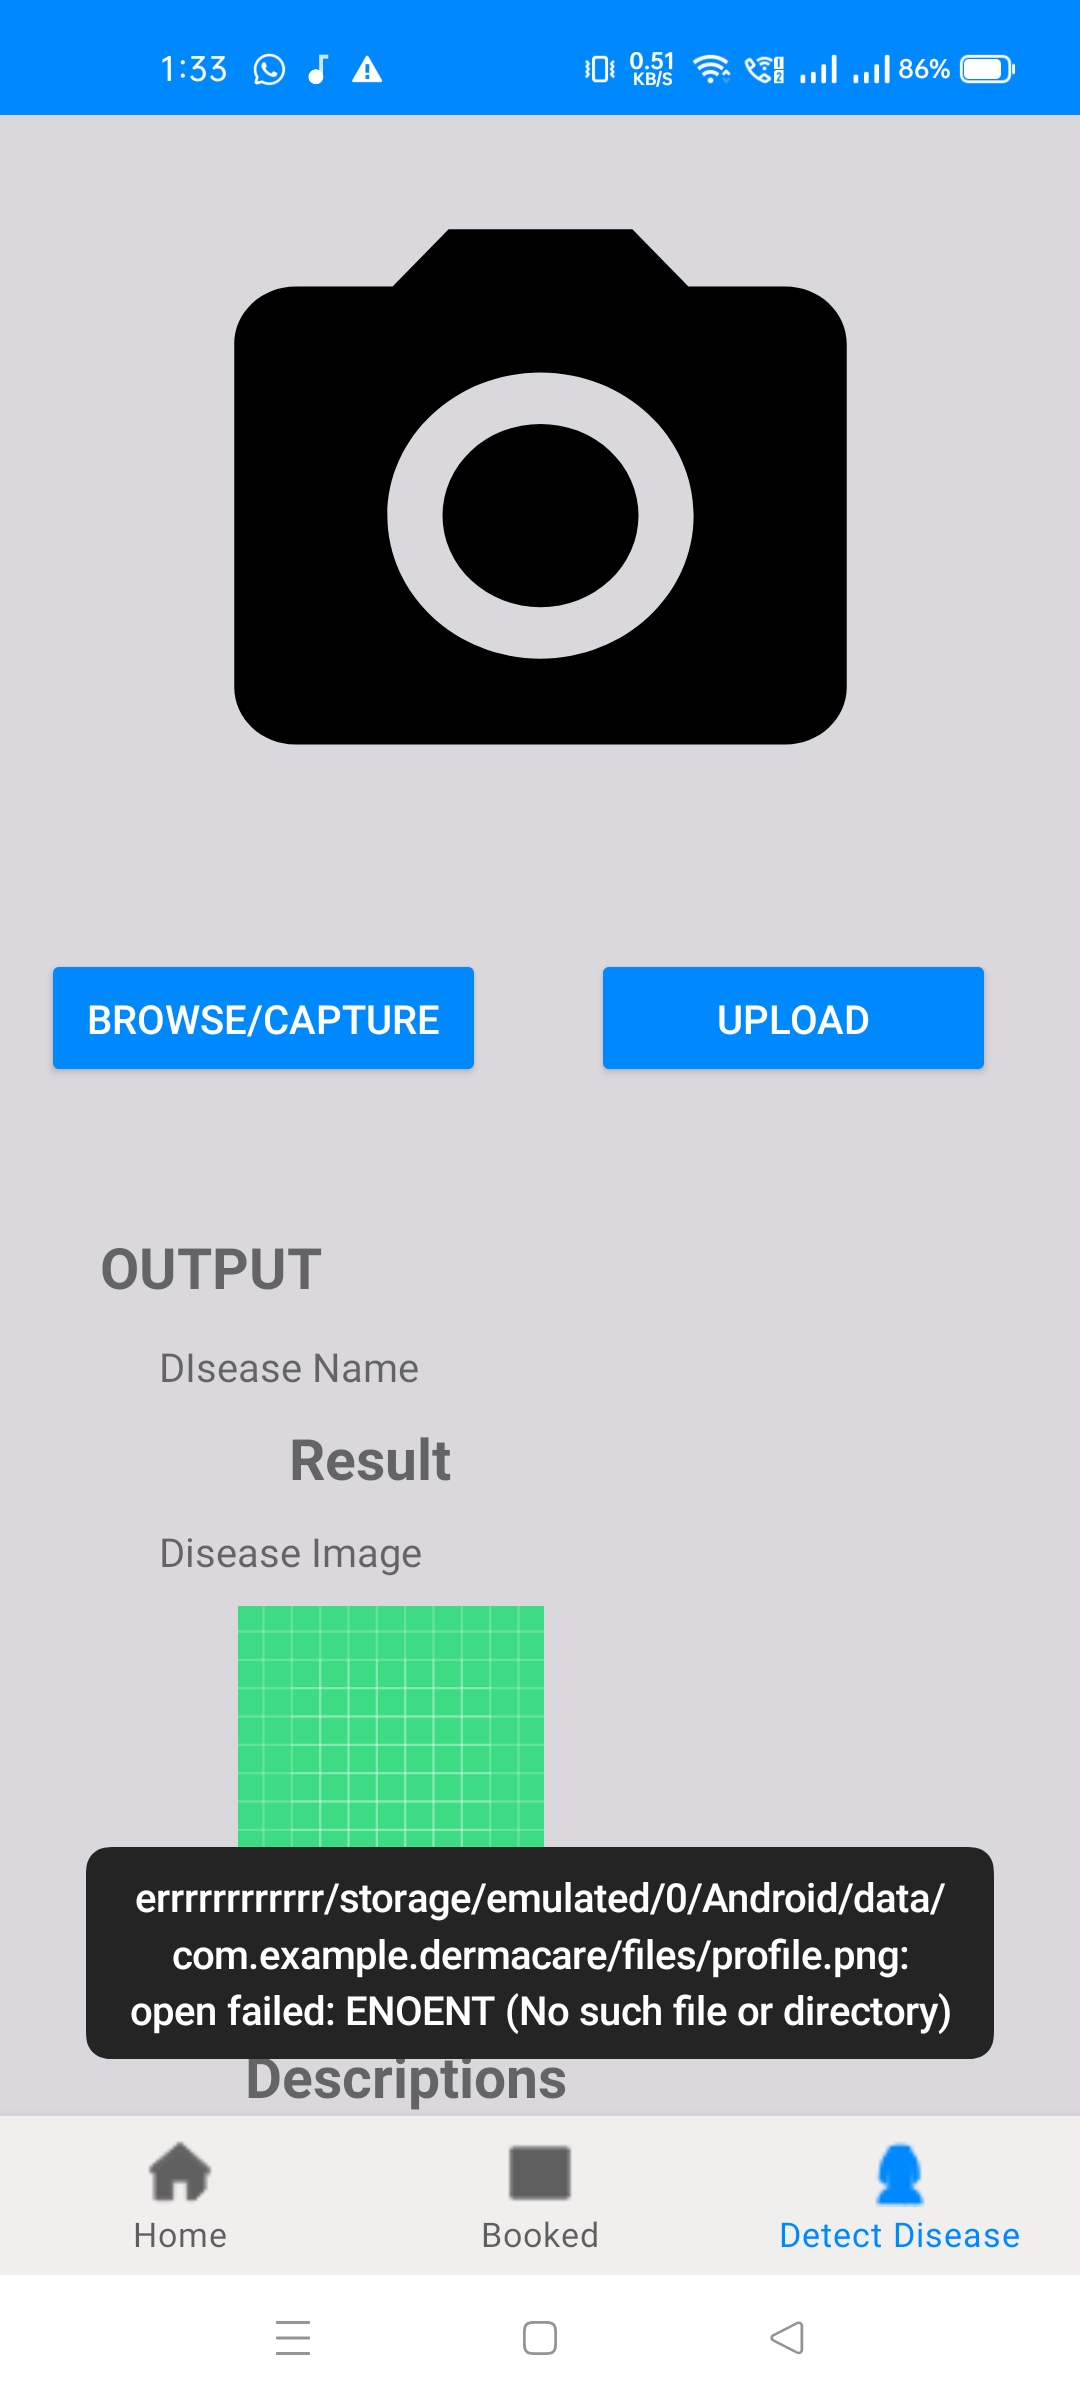 1:33 0.51 KB/S 86%
BROWSE/CAPTURE UPLOAD
OUTPUT
DIsease Name
Result
Disease Image
errrrrrrrrrrr/storage/emulated/0/Android/data/
com.example.dermacare/files/profile.png:
open failed: ENOENT (No such file or directory)
Descriptions
Home Booked Detect Disease